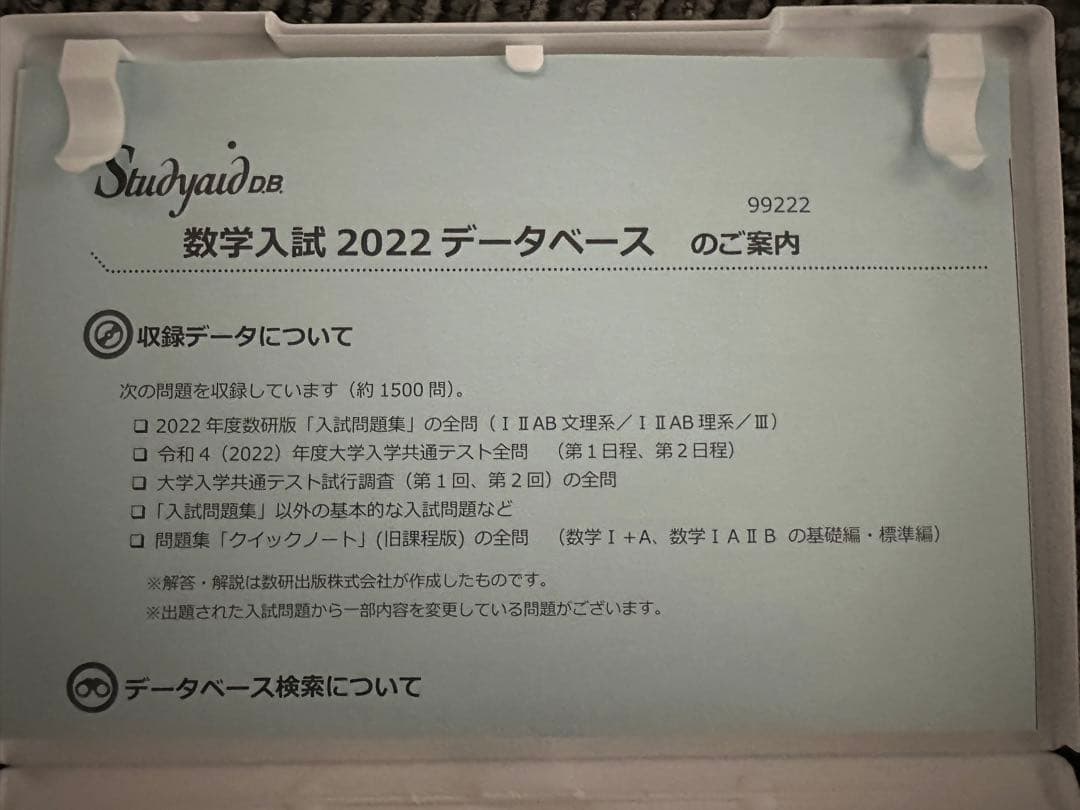 Studyaid D.B.
99222
数学入試 2022 データベース のご案内
収録データについて
次の問題を収録しています（約 1500 問）。
❑ 2022 年度数研版「入試問題集」の全問（ⅠⅡAB 文理系／ⅠⅡAB 理系／Ⅲ）
❑ 令和４（2022）年度大学入学共通テスト全問 （第１日程、第２日程）
❑ 大学入学共通テスト試行調査（第１回、第２回）の全問
❑ 「入試問題集」以外の基本的な入試問題など
❑ 問題集「クイックノート」(旧課程版) の全問 （数学Ⅰ＋A、数学ⅠAⅡB の基礎編・標準編）
※解答・解説は数研出版株式会社が作成したものです。
※出題された入試問題から一部内容を変更している問題がございます。
データベース検索について